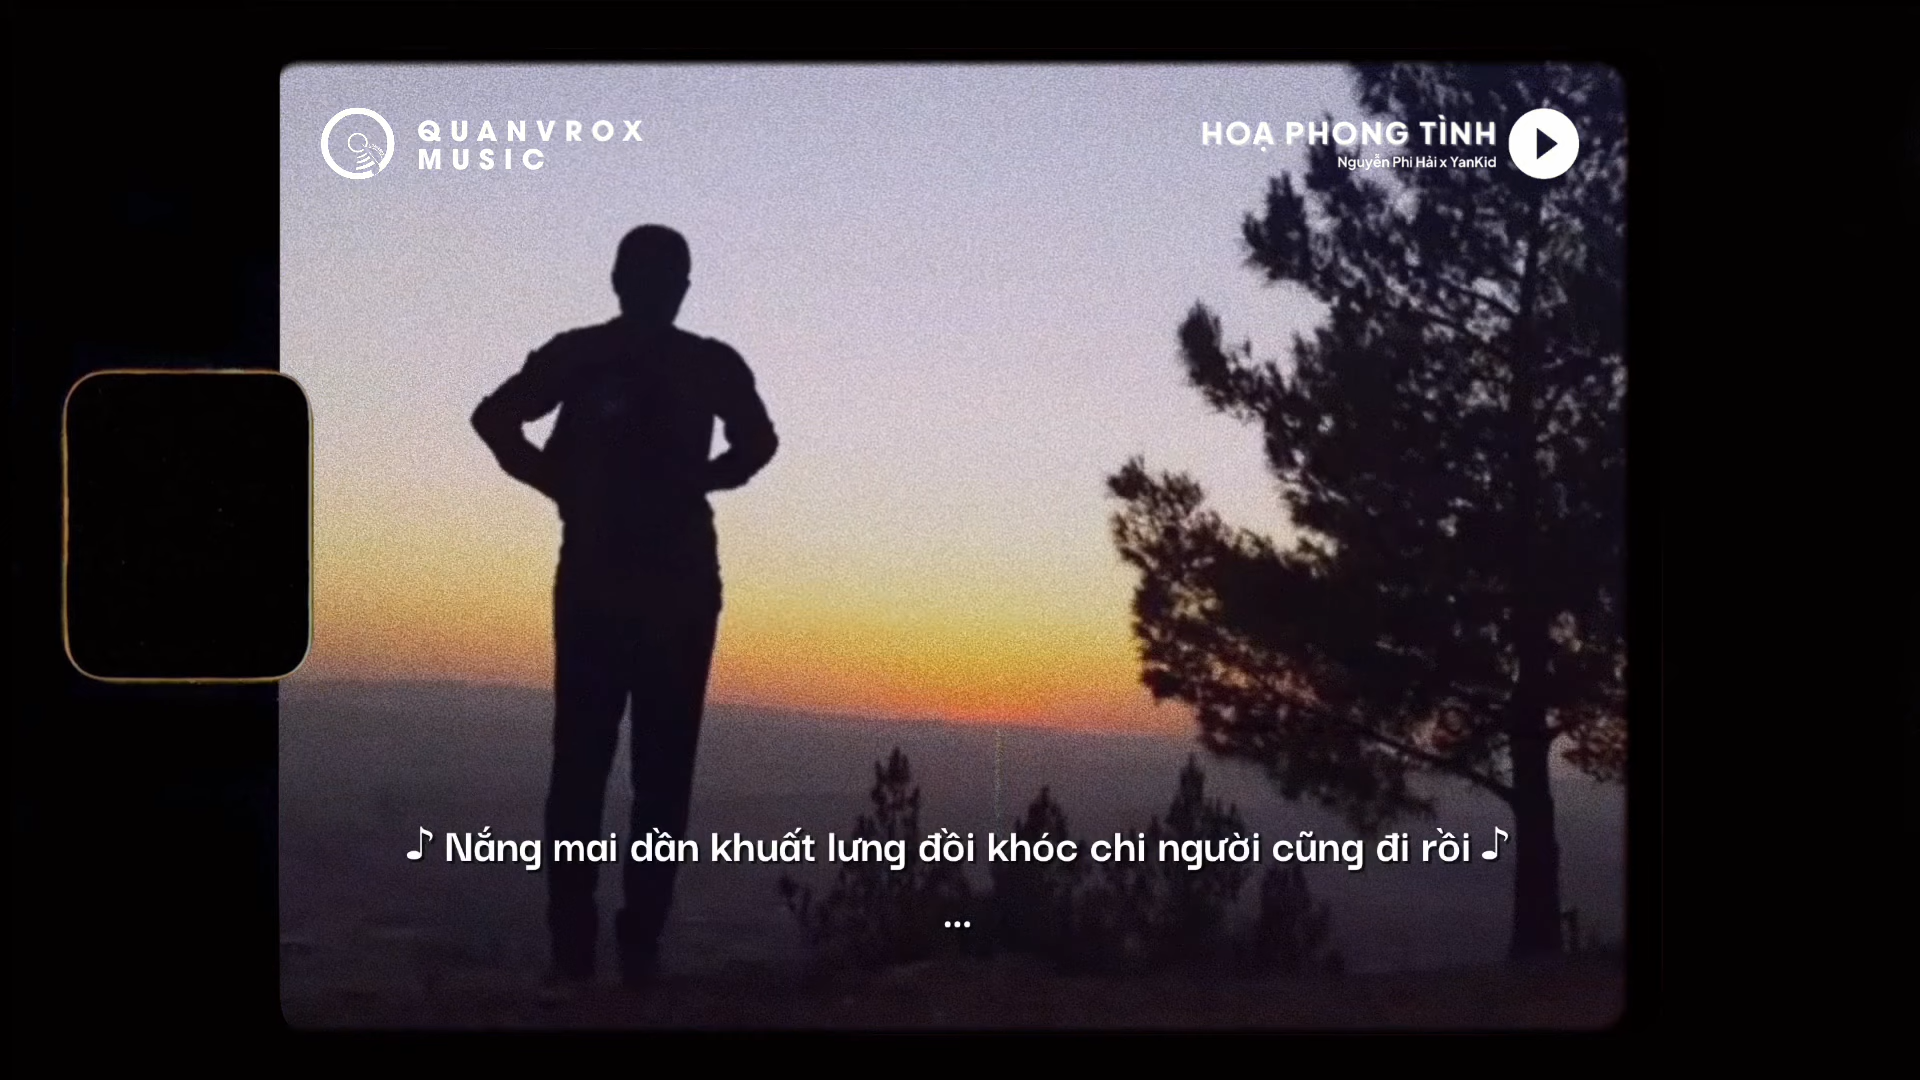 QUANVROX
MUSIC
HOẠ PHONG TÌNH
Nguyễn Phi Hải x YanKid
♪ Nắng mai dần khuất lưng đồi khóc chi người cũng đi rồi ♪
...